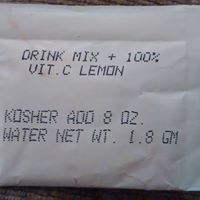 DRINK MIX + 100%
VIT.C LEMON
KOSHER ADD 8 OZ.
WATER NET WT. 1.8 GM